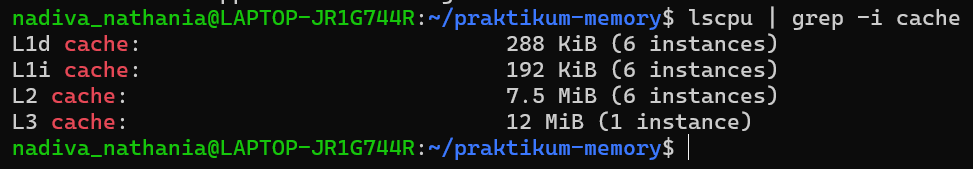 nadiva_nathania@LAPTOP-JR1G744R:~/praktikum-memory$ lscpu | grep -i cache
L1d cache: 288 KiB (6 instances)
L1i cache: 192 KiB (6 instances)
L2 cache: 7.5 MiB (6 instances)
L3 cache: 12 MiB (1 instance)
nadiva_nathania@LAPTOP-JR1G744R:~/praktikum-memory$